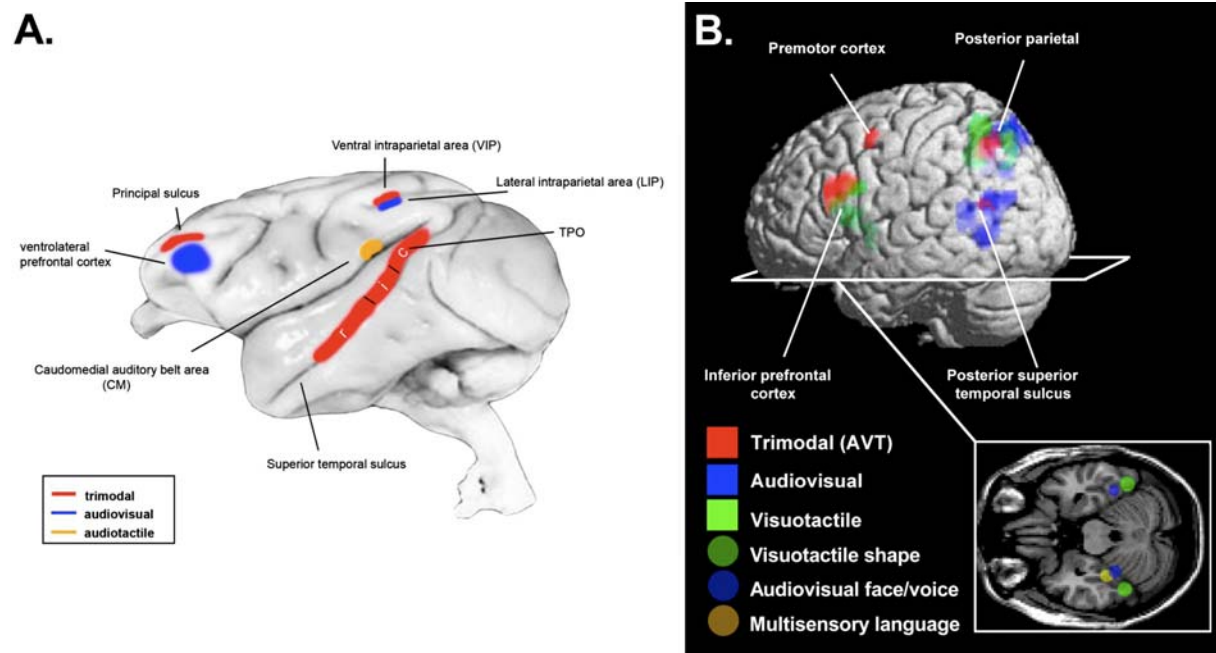 A.
Ventral intraparietal area (VIP)
Lateral intraparietal area (LIP)
Principal sulcus
ventrolateral
prefrontal cortex
TPO
c
i
r
Caudomedial auditory belt area
(CM)
Superior temporal sulcus
trimodal
audiovisual
audiotactile
B.
Premotor cortex
Posterior parietal
Inferior prefrontal
cortex
Posterior superior
temporal sulcus
Trimodal (AVT)
Audiovisual
Visuotactile
Visuotactile shape
Audiovisual face/voice
Multisensory language